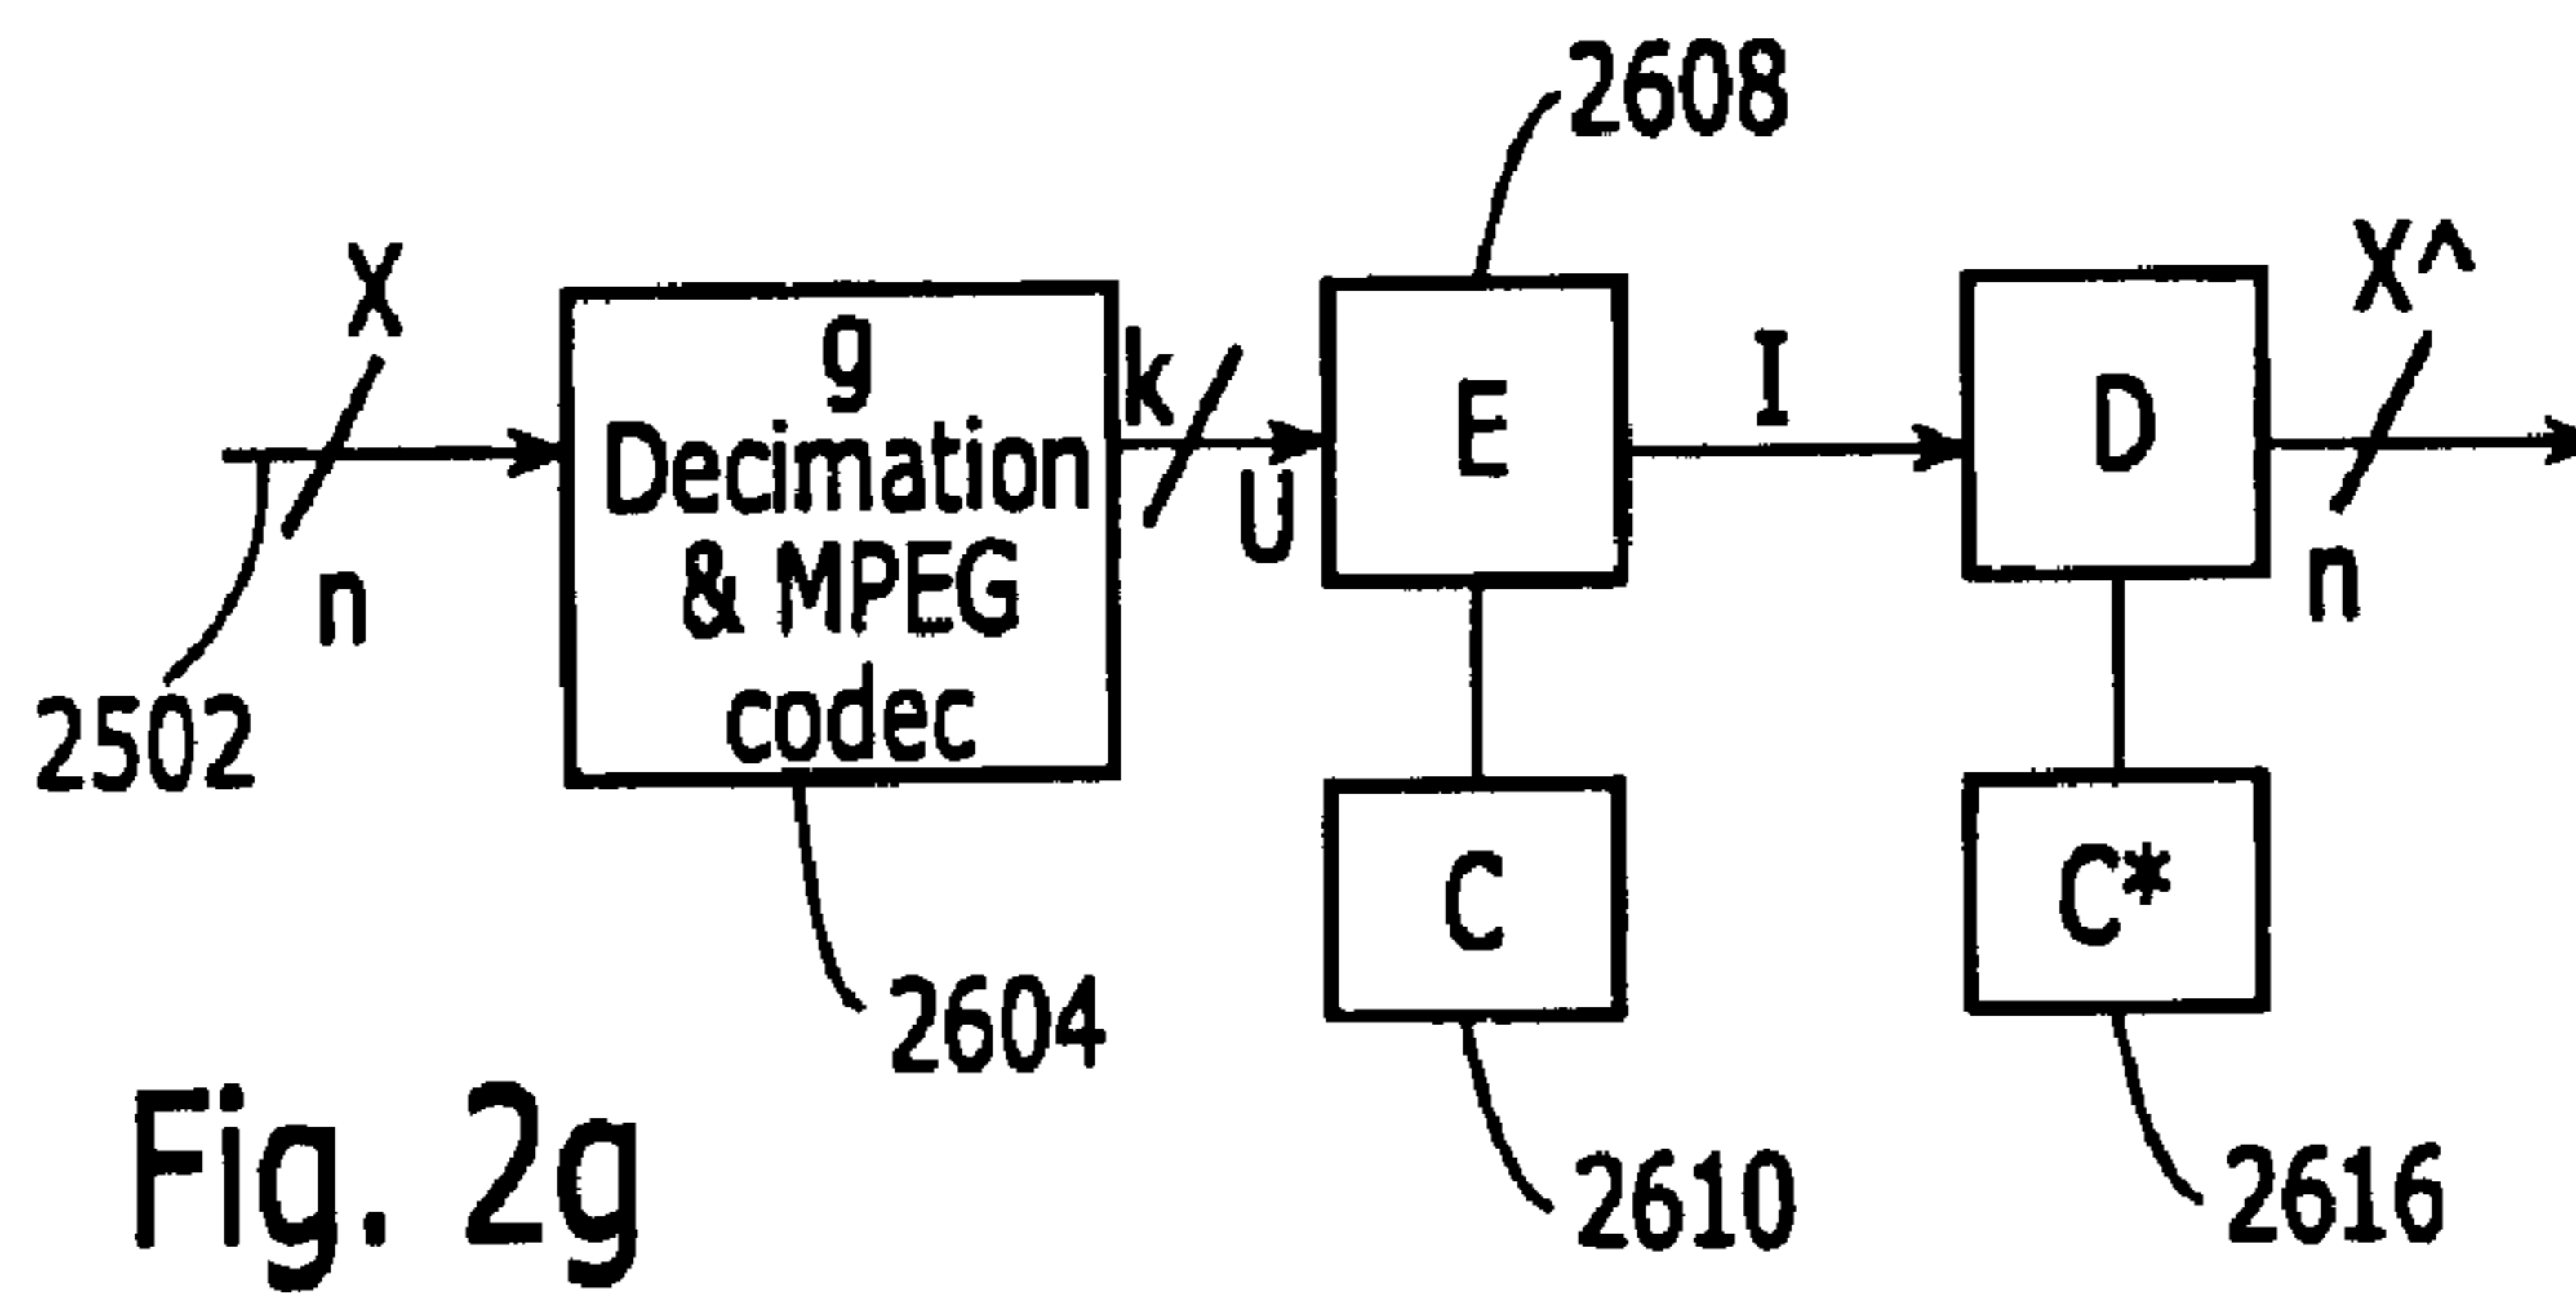 2608
X
X^
g
Decimation
& MPEG
codec
k
U
E
I
D
n
n
2502
C
C*
2604
2610
2616
Fig. 2g